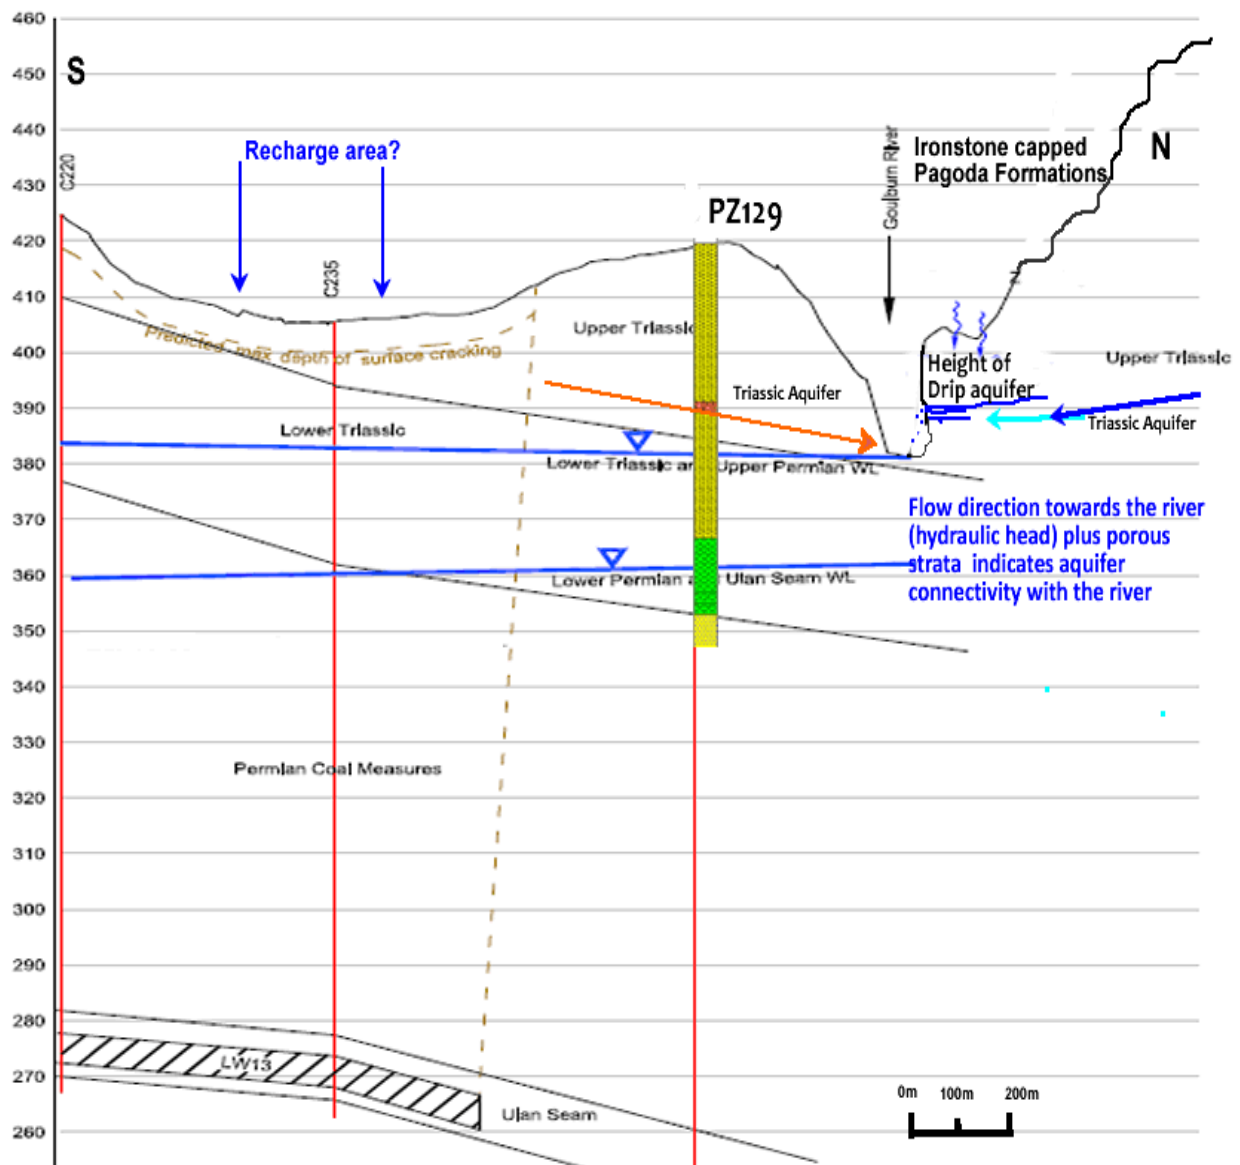 460
450
440
430
420
410
400
390
380
370
360
350
340
330
320
310
300
290
280
270
260
S
C220
Recharge area?
C235
PZ129
Goulburn River
Ironstone capped
Pagoda Formations
N
Predicted max depth of surface cracking
Upper Triassic
Height of
Drip aquifer
Upper Triassic
Triassic Aquifer
Triassic Aquifer
Lower Triassic
Lower Triassic and Upper Permian WL
Flow direction towards the river
(hydraulic head) plus porous
strata indicates aquifer
connectivity with the river
Lower Permian and Ulan Seam WL
Permian Coal Measures
LW13
Ulan Seam
0m 100m 200m